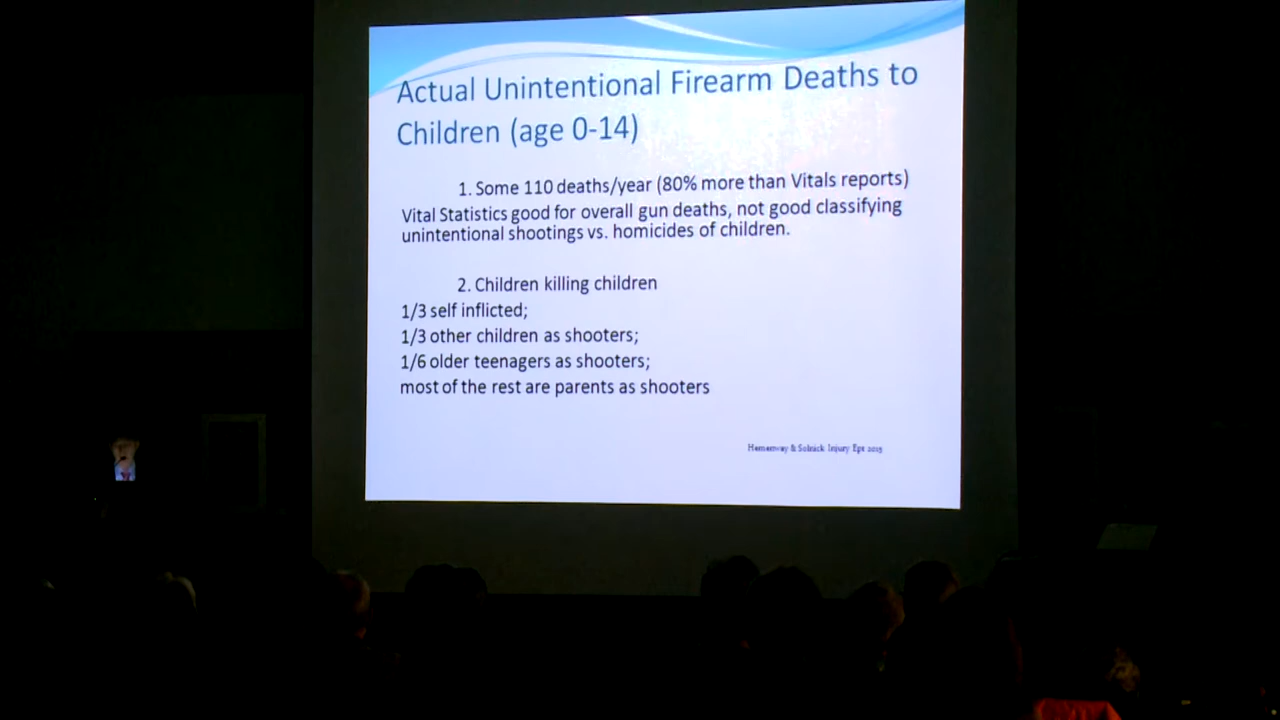 Actual Unintentional Firearm Deaths to
Children (age 0-14)
1. Some 110 deaths/year (80% more than Vitals reports)
Vital Statistics good for overall gun deaths, not good classifying
unintentional shootings vs. homicides of children.
2. Children killing children
1/3 self inflicted;
1/3 other children as shooters;
1/6 older teenagers as shooters;
most of the rest are parents as shooters
Hemenway & Solnick Injury Epi 2015